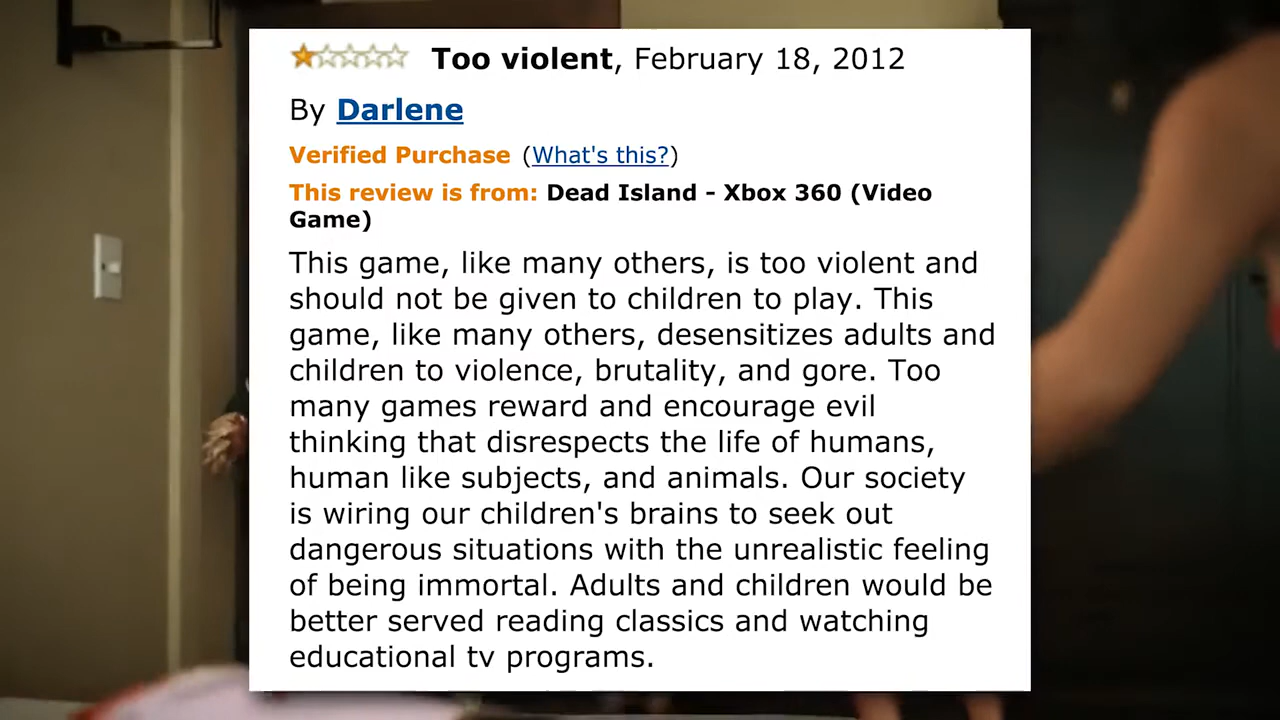 Too violent, February 18, 2012
By Darlene
Verified Purchase (What's this?)
This review is from: Dead Island - Xbox 360 (Video
Game)
This game, like many others, is too violent and
should not be given to children to play. This
game, like many others, desensitizes adults and
children to violence, brutality, and gore. Too
many games reward and encourage evil
thinking that disrespects the life of humans,
human like subjects, and animals. Our society
is wiring our children's brains to seek out
dangerous situations with the unrealistic feeling
of being immortal. Adults and children would be
better served reading classics and watching
educational tv programs.